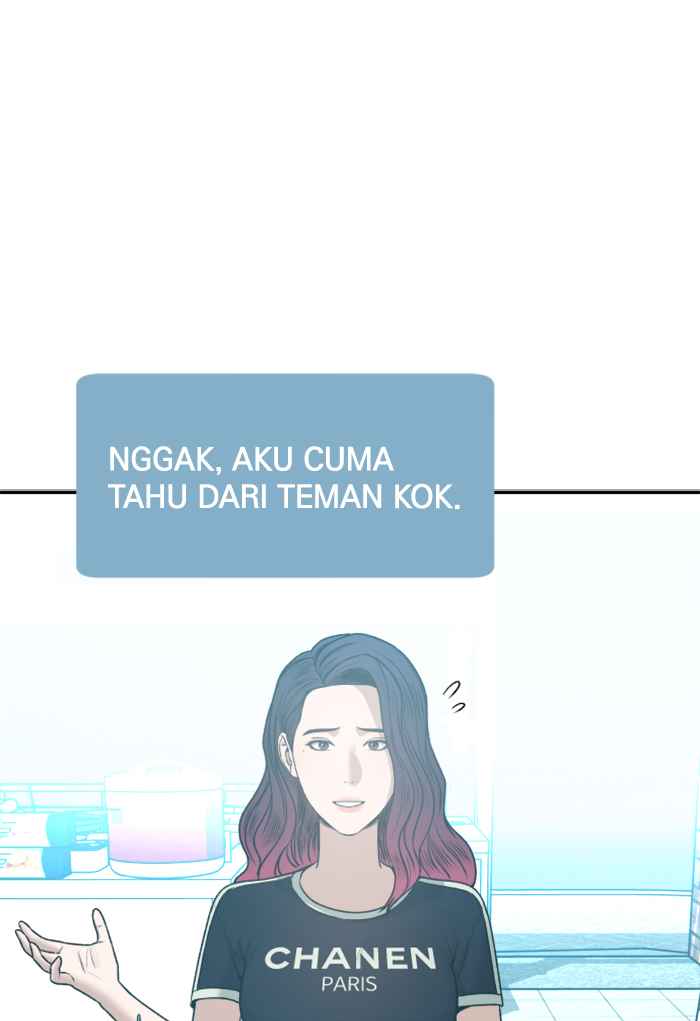 NGGAK, AKU CUMA
TAHU DARI TEMAN KOK.
CHANEN
PARIS